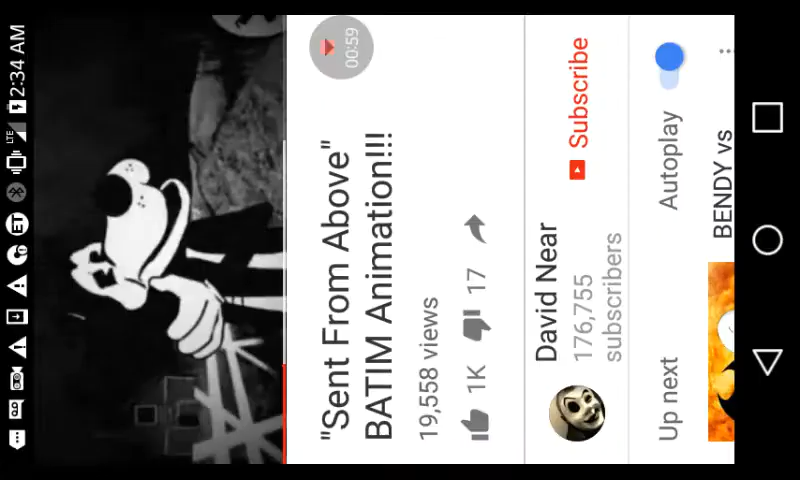 2:34 AM
LTE
ET
00:59
"Sent From Above"
BATIM Animation!!!
19,558 views
1K
17
David Near
176,755
subscribers
Subscribe
Up next
Autoplay
BENDY vs